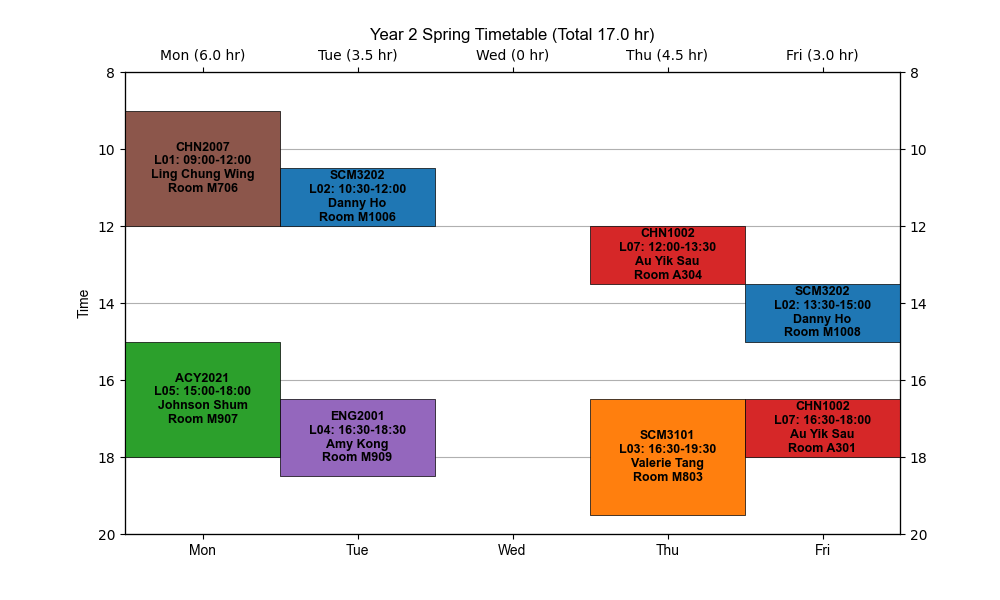 Year 2 Spring Timetable (Total 17.0 hr)
Mon (6.0 hr) Tue (3.5 hr) Wed (0 hr) Thu (4.5 hr) Fri (3.0 hr)
Time
8 8
10 10
12 12
14 14
16 16
18 18
20 20
CHN2007
L01: 09:00-12:00
Ling Chung Wing
Room M706
ACY2021
L05: 15:00-18:00
Johnson Shum
Room M907
SCM3202
L02: 10:30-12:00
Danny Ho
Room M1006
ENG2001
L04: 16:30-18:30
Amy Kong
Room M909
CHN1002
L07: 12:00-13:30
Au Yik Sau
Room A304
SCM3101
L03: 16:30-19:30
Valerie Tang
Room M803
SCM3202
L02: 13:30-15:00
Danny Ho
Room M1008
CHN1002
L07: 16:30-18:00
Au Yik Sau
Room A301
Mon Tue Wed Thu Fri